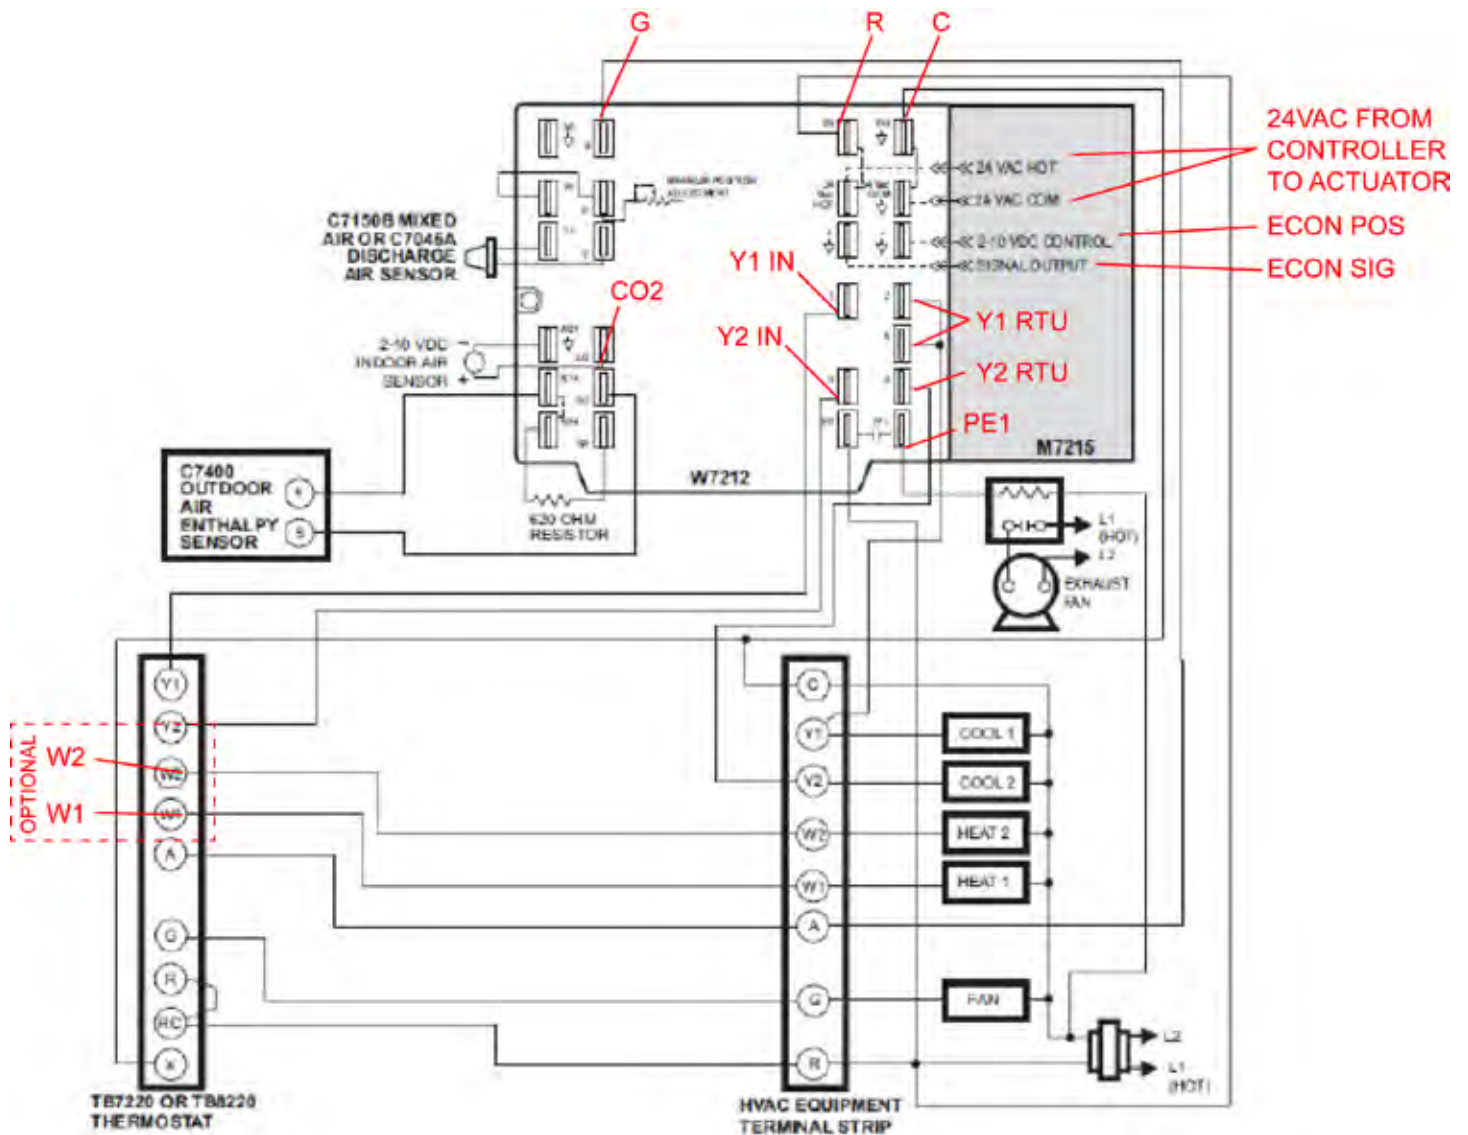 G
R
C
24VAC FROM
CONTROLLER
TO ACTUATOR
24 VAC HOT
24 VAC COM
ECON POS
2-10 VDC CONTROL
ECON SIG
SIGNAL OUTPUT
C7150B MIXED
AIR OR C7045A
DISCHARGE
AIR SENSOR
Y1 IN
CO2
Y1 RTU
Y2 IN
2-10 VDC
INDOOR AIR
SENSOR
Y2 RTU
PE1
M7215
W7212
C7400
OUTDOOR
AIR
ENTHALPY
SENSOR
S
620 OHM
RESISTOR
L1
(HOT)
L2
EXHAUST
FAN
Y1
Y2
W2
W1
A
G
R
RC
X
OPTIONAL
W2
W1
C
Y1
Y2
W2
W1
A
G
R
COOL 1
COOL 2
HEAT 2
HEAT 1
FAN
L2
L1
(HOT)
TB7220 OR TB8220
THERMOSTAT
HVAC EQUIPMENT
TERMINAL STRIP